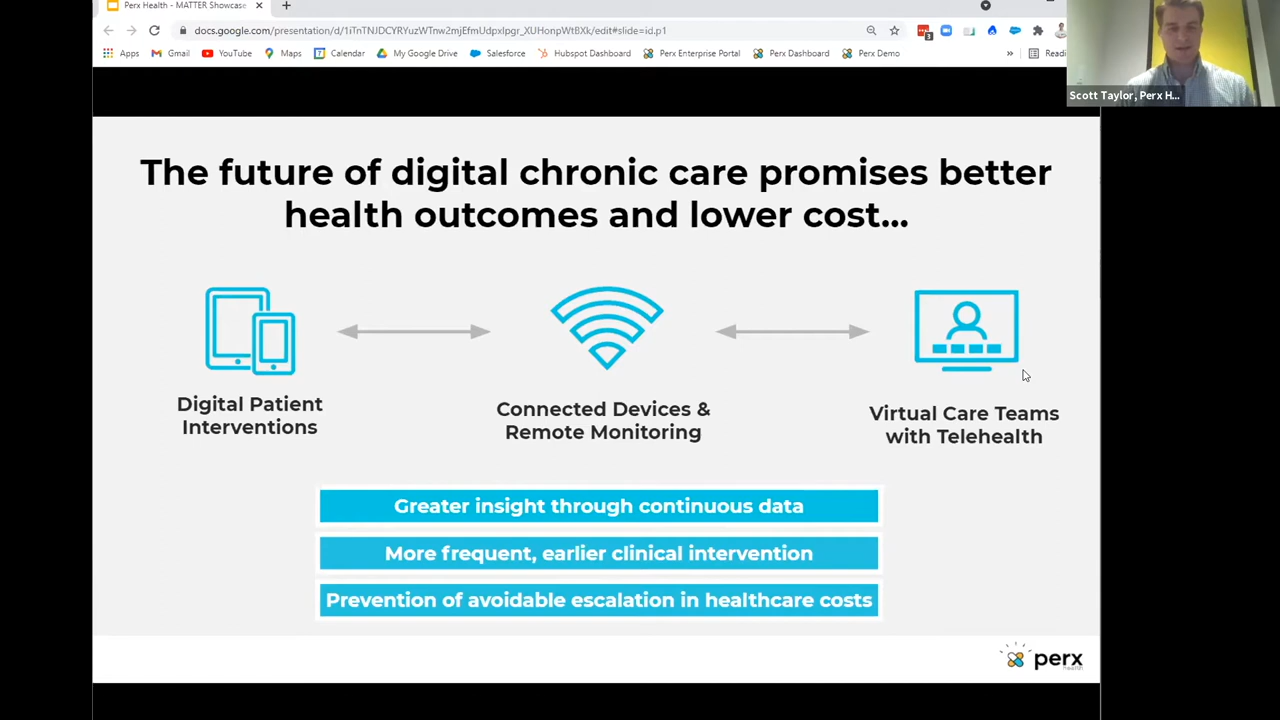 Perx Health - MATTER Showcase
docs.google.com/presentation/d/1iTnTNJDCYRYuzWTnw2mjEfmUdpxIpgr_XUHonpWtBXk/edit#slide=id.p1
3
Apps Gmail YouTube Maps 7 Calendar My Google Drive Salesforce Hubspot Dashboard Perx Enterprise Portal Perx Dashboard Perx Demo » Readi
Scott Taylor, Perx H...
The future of digital chronic care promises better
health outcomes and lower cost...
Digital Patient
Interventions
Connected Devices &
Remote Monitoring
Virtual Care Teams
with Telehealth
Greater insight through continuous data
More frequent, earlier clinical intervention
Prevention of avoidable escalation in healthcare costs
perx
health